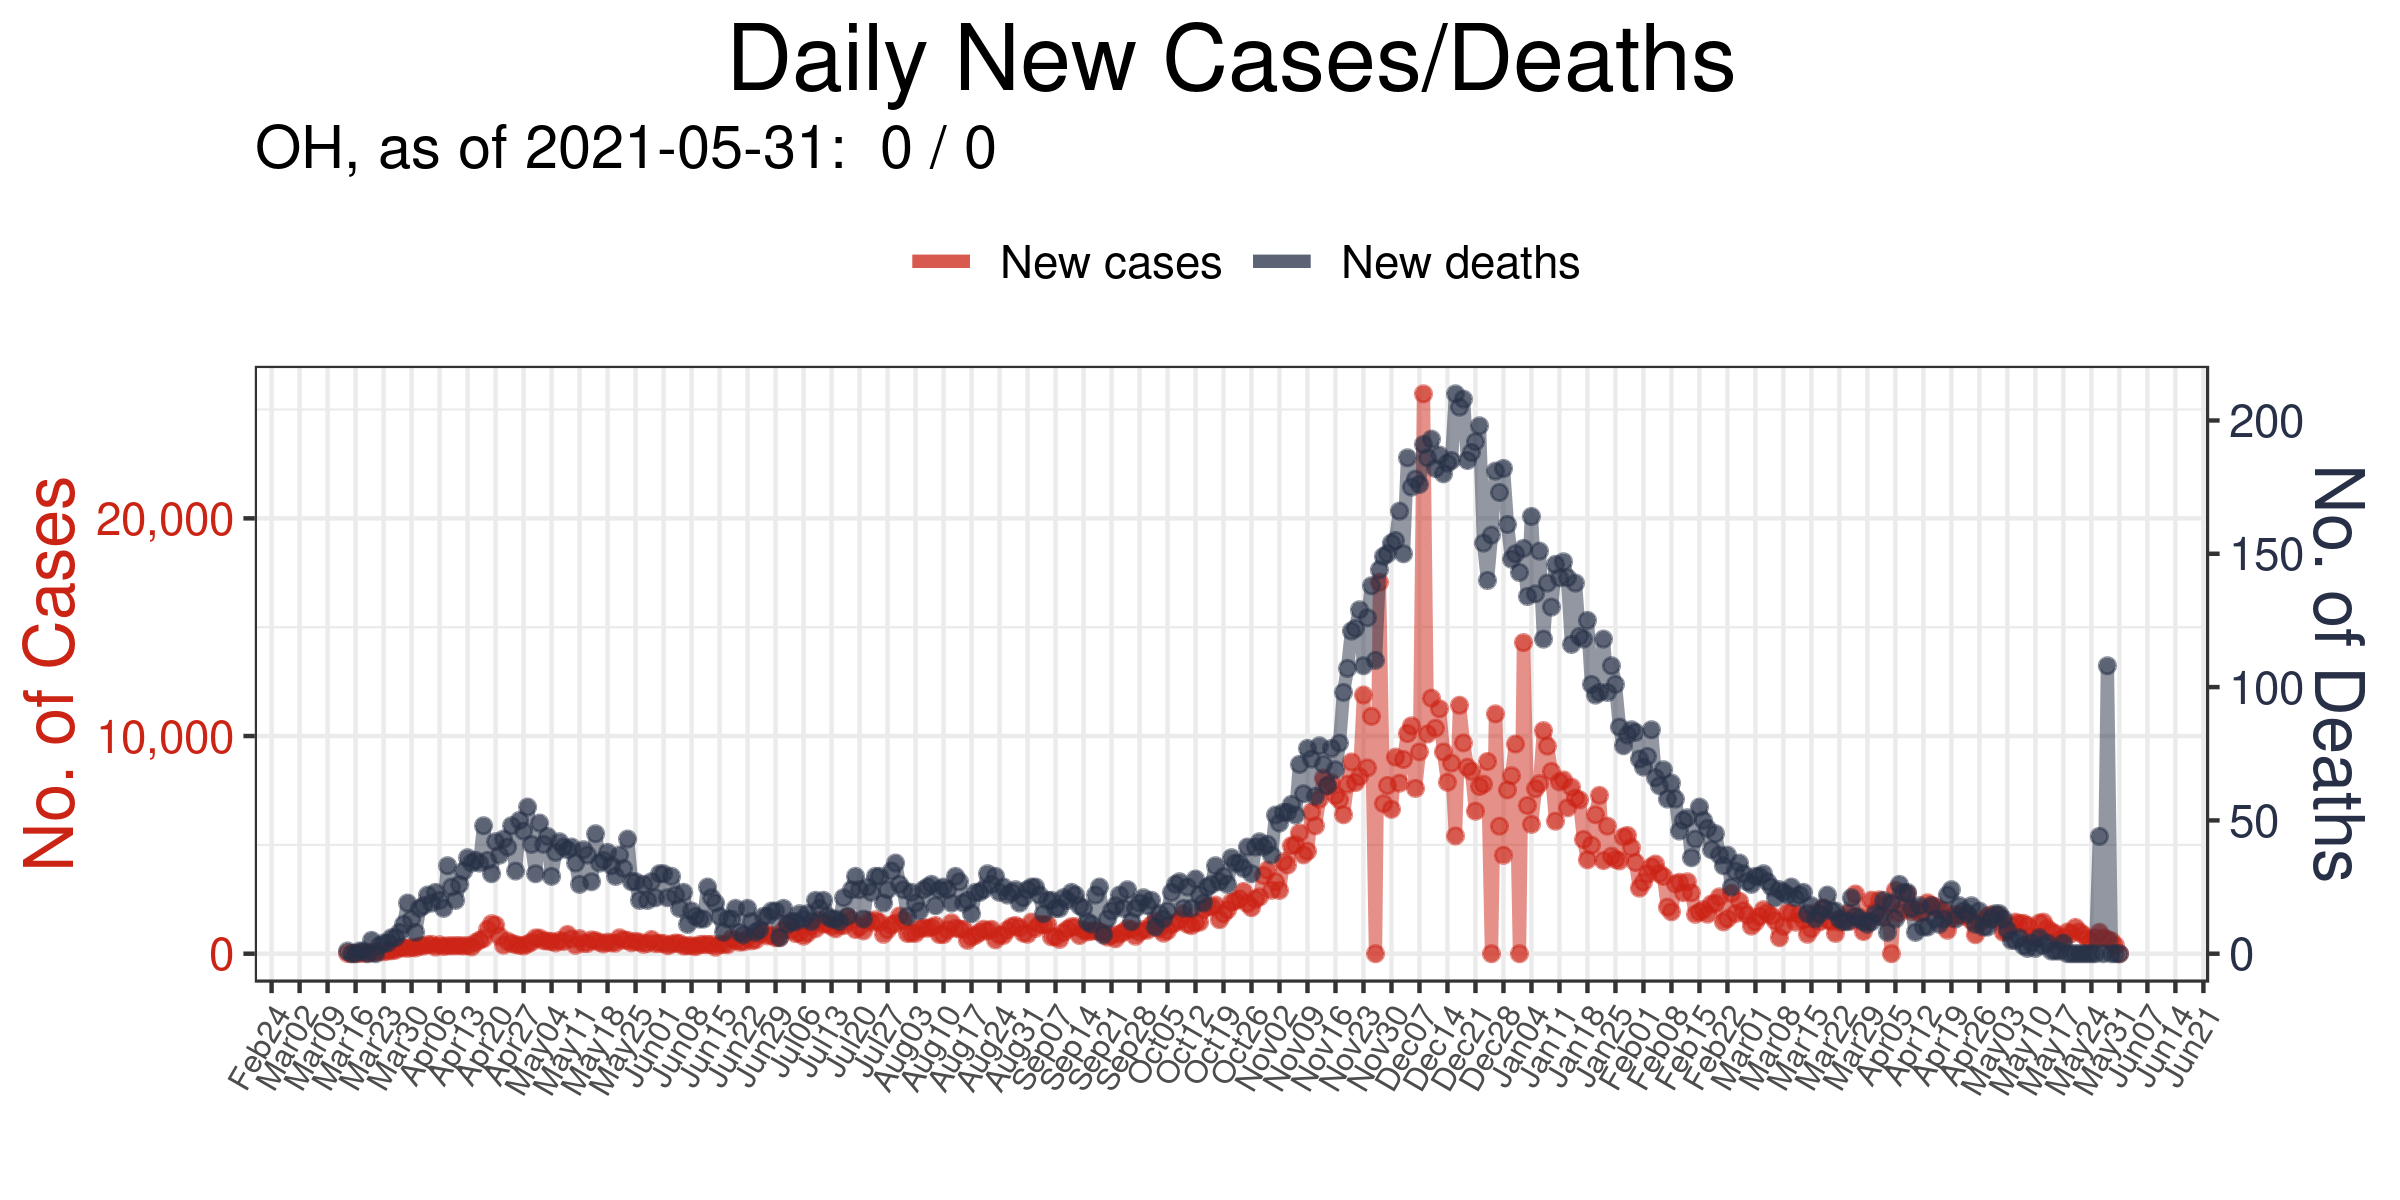 Daily New Cases/Deaths
OH, as of 2021-05-31:  0 / 0
New cases
New deaths
No. of Cases
20,000
10,000
0
200
150
100
50
0
No. of Deaths
Feb24
Mar02
Mar09
Mar16
Mar23
Mar30
Apr06
Apr13
Apr20
Apr27
May04
May11
May18
May25
Jun01
Jun08
Jun15
Jun22
Jun29
Jul06
Jul13
Jul20
Jul27
Aug03
Aug10
Aug17
Aug24
Aug31
Sep07
Sep14
Sep21
Sep28
Oct05
Oct12
Oct19
Oct26
Nov02
Nov09
Nov16
Nov23
Nov30
Dec07
Dec14
Dec21
Dec28
Jan04
Jan11
Jan18
Jan25
Feb01
Feb08
Feb15
Feb22
Mar01
Mar08
Mar15
Mar22
Mar29
Apr05
Apr12
Apr19
Apr26
May03
May10
May17
May24
May31
Jun07
Jun14
Jun21